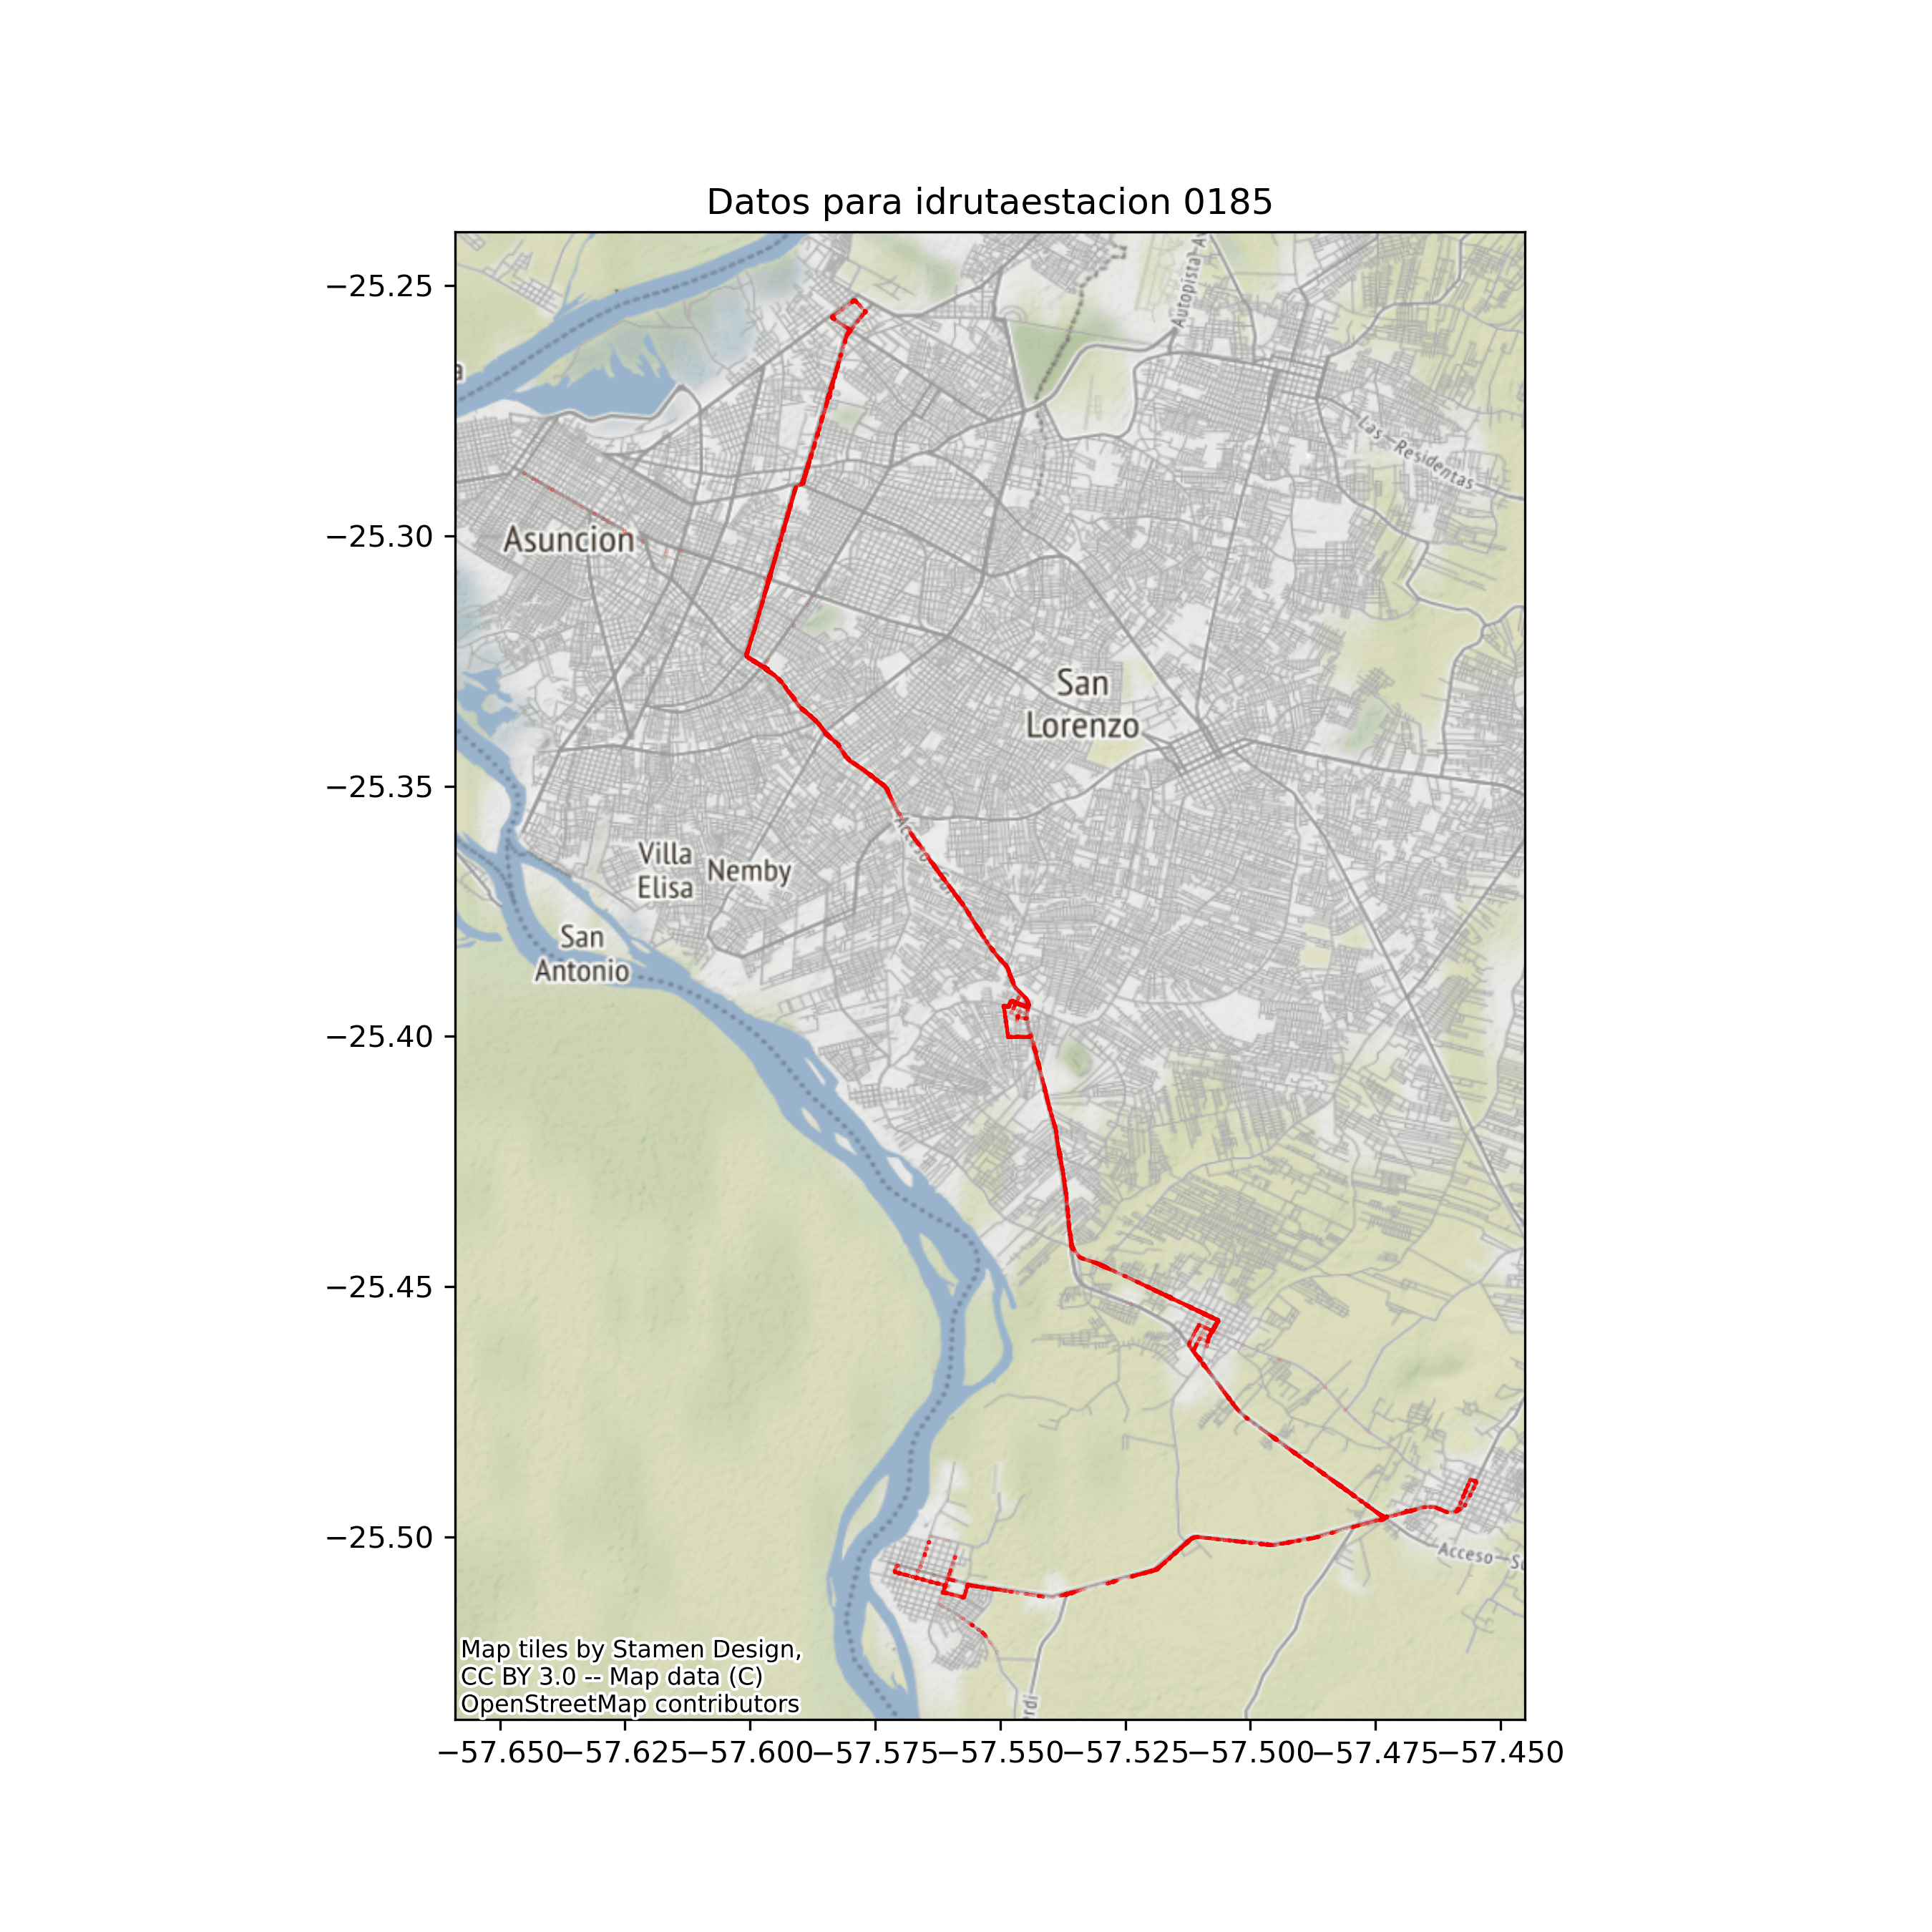 Datos para idrutaestacion 0185
−25.25
−25.30
−25.35
−25.40
−25.45
−25.50
Autopista
Las Residentas
Asuncion
San
Lorenzo
Acceso Sur
Villa
Elisa
Nemby
San
Antonio
Acceso
Map tiles by Stamen Design,
CC BY 3.0 -- Map data (C)
OpenStreetMap contributors
−57.650
−57.625
−57.600
−57.575
−57.550
−57.525
−57.500
−57.475
−57.450